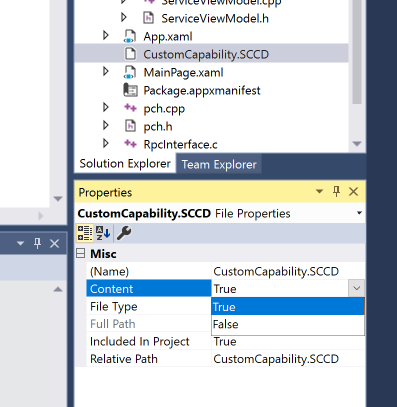 ServiceViewModel.cpp
ServiceViewModel.h
App.xaml
CustomCapability.SCCD
MainPage.xaml
Package.appxmanifest
pch.cpp
pch.h
RpcInterface.c
Solution Explorer Team Explorer
Properties
CustomCapability.SCCD File Properties
Misc
(Name) CustomCapability.SCCD
Content True
File Type True
Full Path False
Included In Project True
Relative Path CustomCapability.SCCD